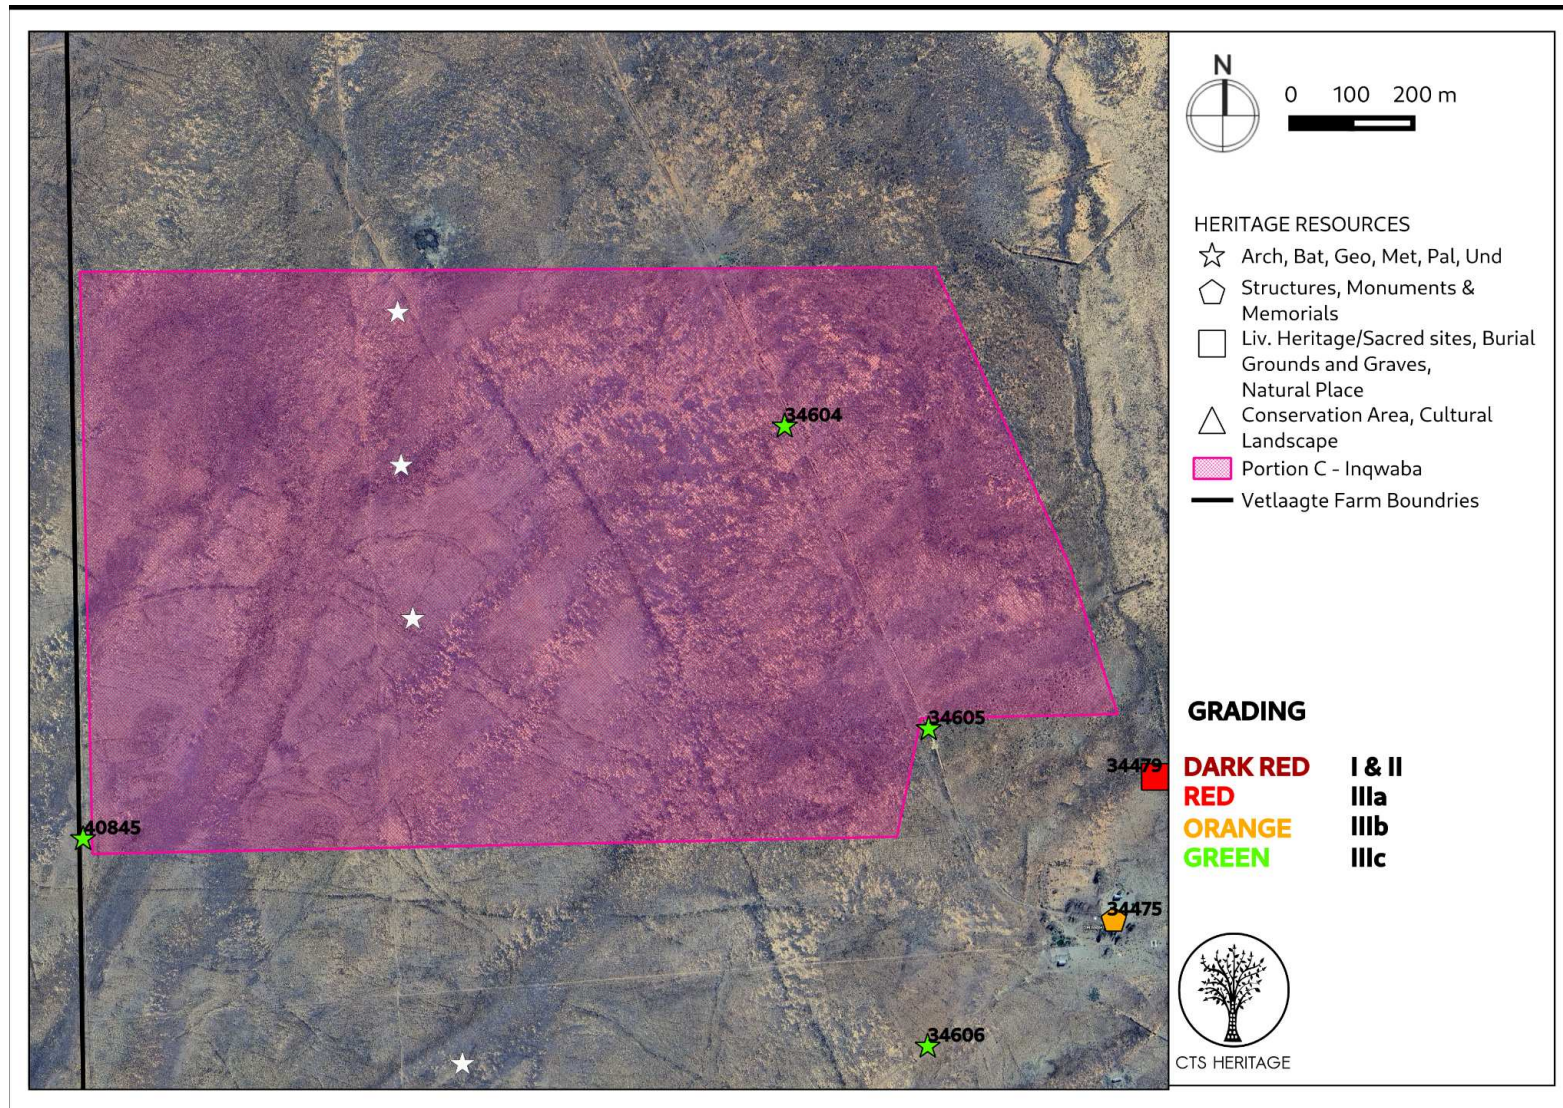 N
0 100 200 m
HERITAGE RESOURCES
Arch, Bat, Geo, Met, Pal, Und
Structures, Monuments &
Memorials
Liv. Heritage/Sacred sites, Burial
Grounds and Graves,
Natural Place
Conservation Area, Cultural
Landscape
Portion C - Inqwaba
Vetlaagte Farm Boundries
34604
34605
34479
40845
34475
34606
GRADING
DARK RED I & II
RED IIIa
ORANGE IIIb
GREEN IIIc
CTS HERITAGE